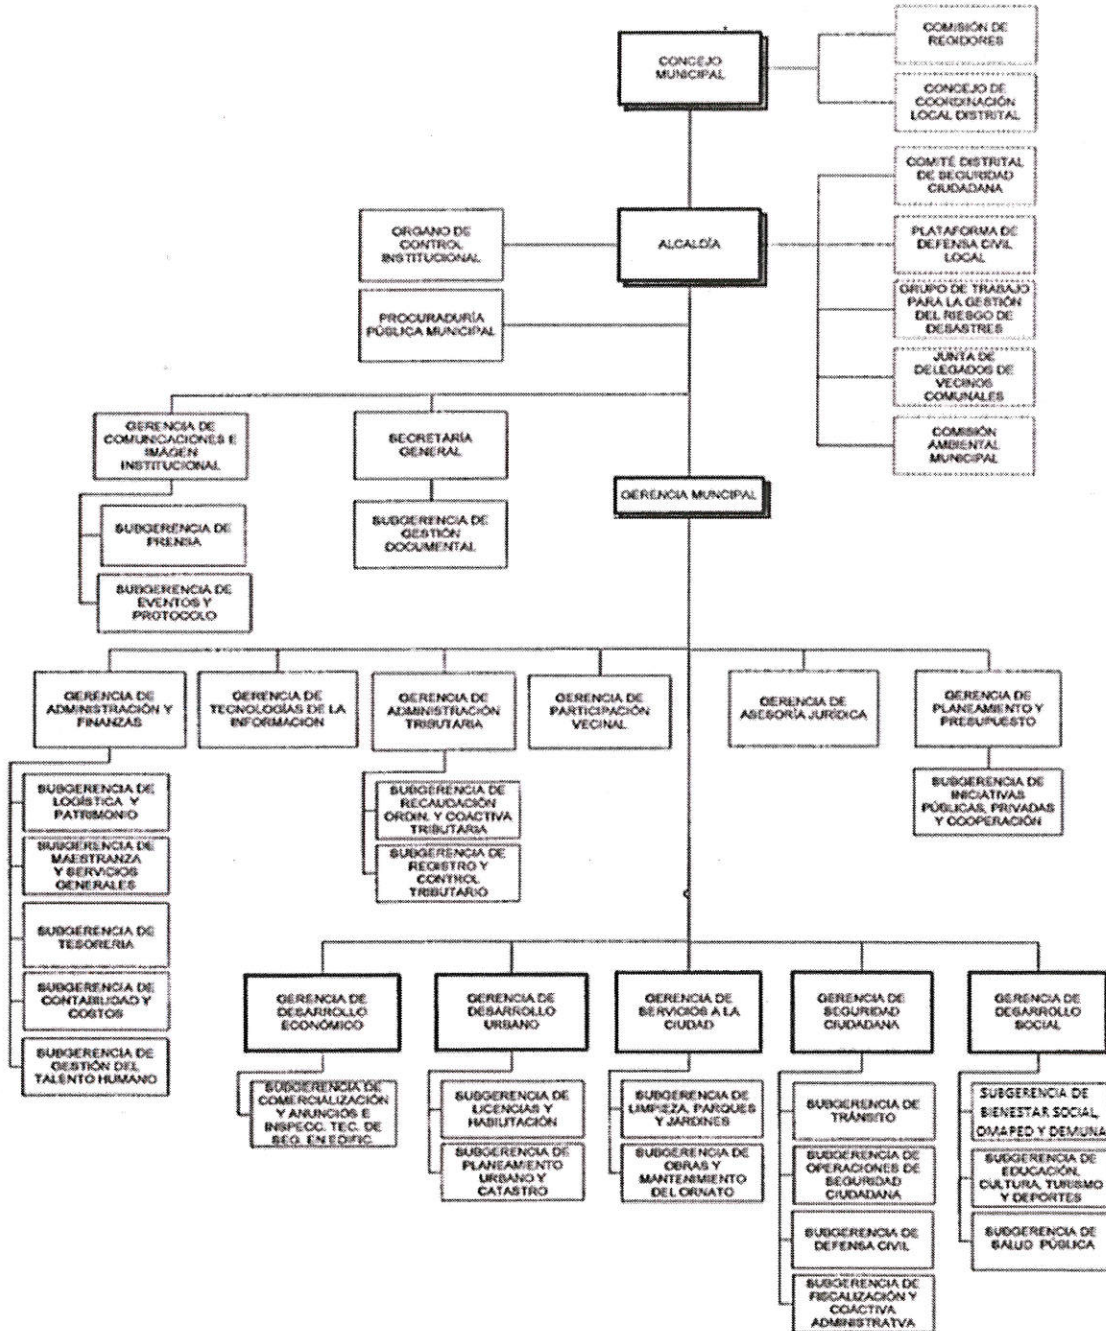 CONCEJO
MUNICIPAL
COMISIÓN DE
REGIDORES
CONCEJO DE
COORDINACIÓN
LOCAL DISTRITAL
COMITÉ DISTRITAL
DE SEGURIDAD
CIUDADANA
ORGANO DE
CONTROL
INSTITUCIONAL
ALCALDÍA
PLATAFORMA DE
DEFENSA CIVIL
LOCAL
PROCURADURÍA
PÚBLICA MUNICIPAL
GRUPO DE TRABAJO
PARA LA GESTIÓN
DEL RIESGO DE
DESASTRES
JUNTA DE
DELEGADOS DE
VECINOS
COMUNALES
COMISIÓN
AMBIENTAL
MUNICIPAL
GERENCIA DE
COMUNICACIONES E
IMÁGEN
INSTITUCIONAL
SECRETARÍA
GENERAL
GERENCIA MUNCIPAL
SUBGERENCIA DE
PRENSA
SUBGERENCIA DE
GESTIÓN
DOCUMENTAL
SUBGERENCIA DE
EVENTOS Y
PROTOCOLO
GERENCIA DE
ADMINISTRACIÓN Y
FINANZAS
GERENCIA DE
TECNOLOGÍAS DE LA
INFORMACION
GERENCIA DE
ADMINISTRACIÓN
TRIBUTARIA
GERENCIA DE
PARTICIPACIÓN
VECINAL
GERENCIA DE
ASESORÍA JURÍDICA
GERENCIA DE
PLANEAMIENTO Y
PRESUPUESTO
SUBGERENCIA DE
LOGÍSTICA Y
PATRIMONIO
SUBGERENCIA DE
MAESTRANZA
Y SERVICIOS
GENERALES
SUBGERENCIA DE
TESORERIA
SUBGERENCIA DE
CONTABILIDAD Y
COSTOS
SUBGERENCIA DE
GESTIÓN DEL
TALENTO HUMANO
SUBGERENCIA DE
RECAUDACIÓN
ORDIN. Y COACTIVA
TRIBUTARIA
SUBGERENCIA DE
REGISTRO Y
CONTROL
TRIBUTARIO
SUBGERENCIA DE
INICIATIVAS
PÚBLICAS, PRIVADAS
Y COOPERACIÓN
GERENCIA DE
DESARROLLO
ECONÓMICO
GERENCIA DE
DESARROLLO
URBANO
GERENCIA DE
SERVICIOS A LA
CIUDAD
GERENCIA DE
SEGURIDAD
CIUDADANA
GERENCIA DE
DESARROLLO
SOCIAL
SUBGERENCIA DE
COMERCIALIZACIÓN
Y ANUNCIOS E
INSPECC. TEC. DE
SEG. EN EDIFIC.
SUBGERENCIA DE
LICENCIAS Y
HABILITACIÓN
SUBGERENCIA DE
PLANEAMIENTO
URBANO Y
CATASTRO
SUBGERENCIA DE
LIMPIEZA, PARQUES
Y JARDINES
SUBGERENCIA DE
OBRAS Y
MANTENIMIENTO
DEL ORNATO
SUBGERENCIA DE
TRÁNSITO
SUBGERENCIA DE
OPERACIONES DE
SEGURIDAD
CIUDADANA
SUBGERENCIA DE
DEFENSA CIVIL
SUBGERENCIA DE
FISCALIZACIÓN Y
COACTIVA
ADMINISTRATVA
SUBGERENCIA DE
BIENESTAR SOCIAL,
OMAPED Y DEMUNA
SUBGERENCIA DE
EDUCACIÓN,
CULTURA, TURISMO
Y DEPORTES
SUBGERENCIA DE
SALUD PÚBLICA